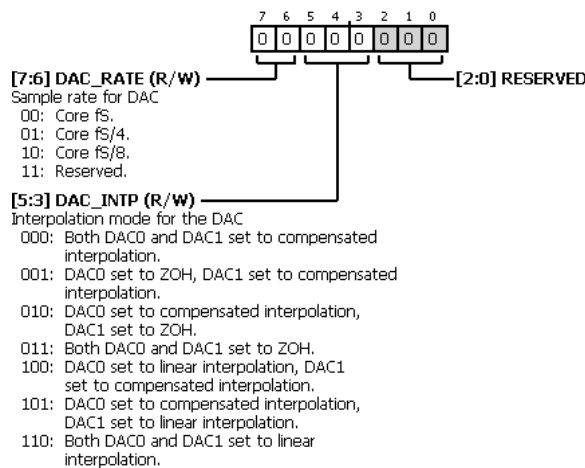 7 6 5 4 3 2 1 0
0 0 0 0 0 0 0 0
[7:6] DAC_RATE (R/W)
[2:0] RESERVED
Sample rate for DAC
00: Core fS.
01: Core fS/4.
10: Core fS/8.
11: Reserved.
[5:3] DAC_INTP (R/W)
Interpolation mode for the DAC
000: Both DAC0 and DAC1 set to compensated
interpolation.
001: DAC0 set to ZOH, DAC1 set to compensated
interpolation.
010: DAC0 set to compensated interpolation,
DAC1 set to ZOH.
011: Both DAC0 and DAC1 set to ZOH.
100: DAC0 set to linear interpolation, DAC1
set to compensated interpolation.
101: DAC0 set to compensated interpolation,
DAC1 set to linear interpolation.
110: Both DAC0 and DAC1 set to linear
interpolation.